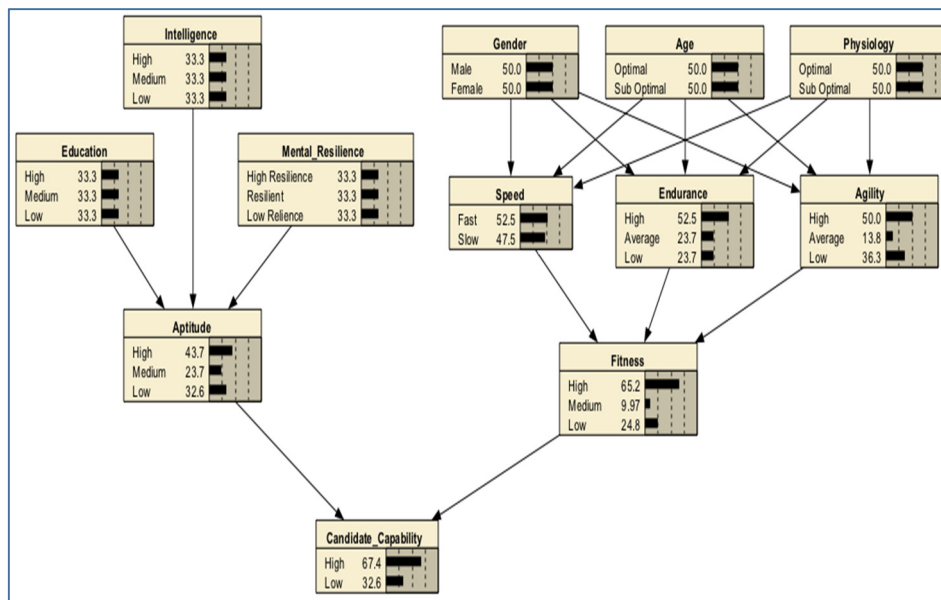 Intelligence
High 33.3
Medium 33.3
Low 33.3
Gender
Male 50.0
Female 50.0
Age
Optimal 50.0
Sub Optimal 50.0
Physiology
Optimal 50.0
Sub Optimal 50.0
Education
High 33.3
Medium 33.3
Low 33.3
Mental_Resilience
High Resilience 33.3
Resilient 33.3
Low Relience 33.3
Speed
Fast 52.5
Slow 47.5
Endurance
High 52.5
Average 23.7
Low 23.7
Agility
High 50.0
Average 13.8
Low 36.3
Aptitude
High 43.7
Medium 23.7
Low 32.6
Fitness
High 65.2
Medium 9.97
Low 24.8
Candidate_Capability
High 67.4
Low 32.6